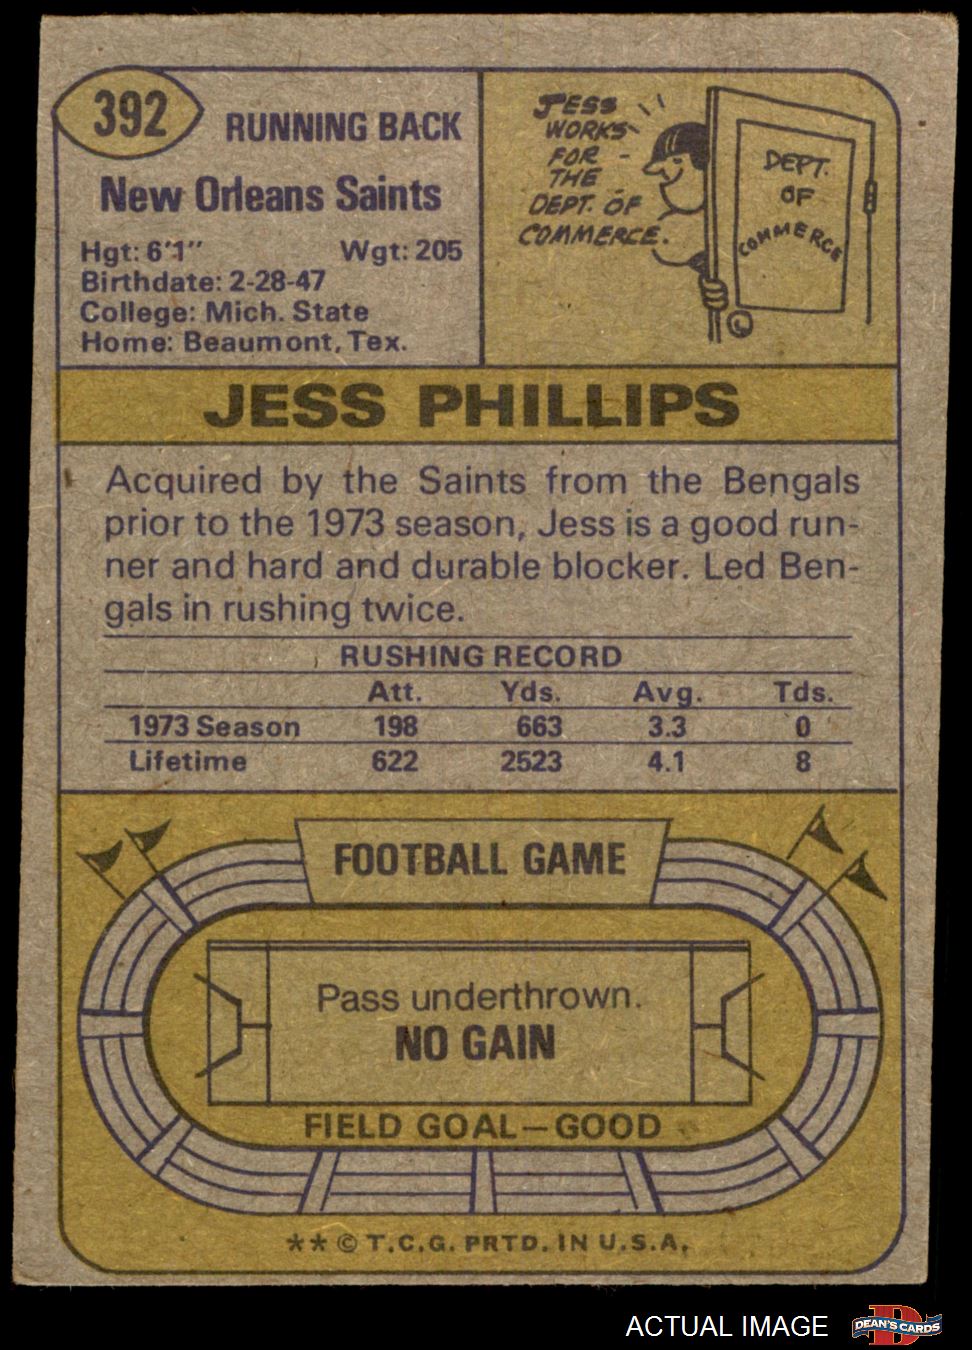 392
RUNNING BACK
New Orleans Saints
Hgt: 6'1" Wgt: 205
Birthdate: 2-28-47
College: Mich. State
Home: Beaumont, Tex.
JESS
WORKS
FOR
THE
DEPT. OF
COMMERCE.
DEPT.
OF
COMMERCE
JESS PHILLIPS
Acquired by the Saints from the Bengals
prior to the 1973 season, Jess is a good run-
ner and hard and durable blocker. Led Ben-
gals in rushing twice.
RUSHING RECORD
Att. Yds. Avg. Tds.
1973 Season 198 663 3.3 0
Lifetime 622 2523 4.1 8
FOOTBALL GAME
Pass underthrown.
NO GAIN
FIELD GOAL—GOOD
** © T.C.G. PRTD. IN U.S.A.
ACTUAL IMAGE
DEAN'S CARDS